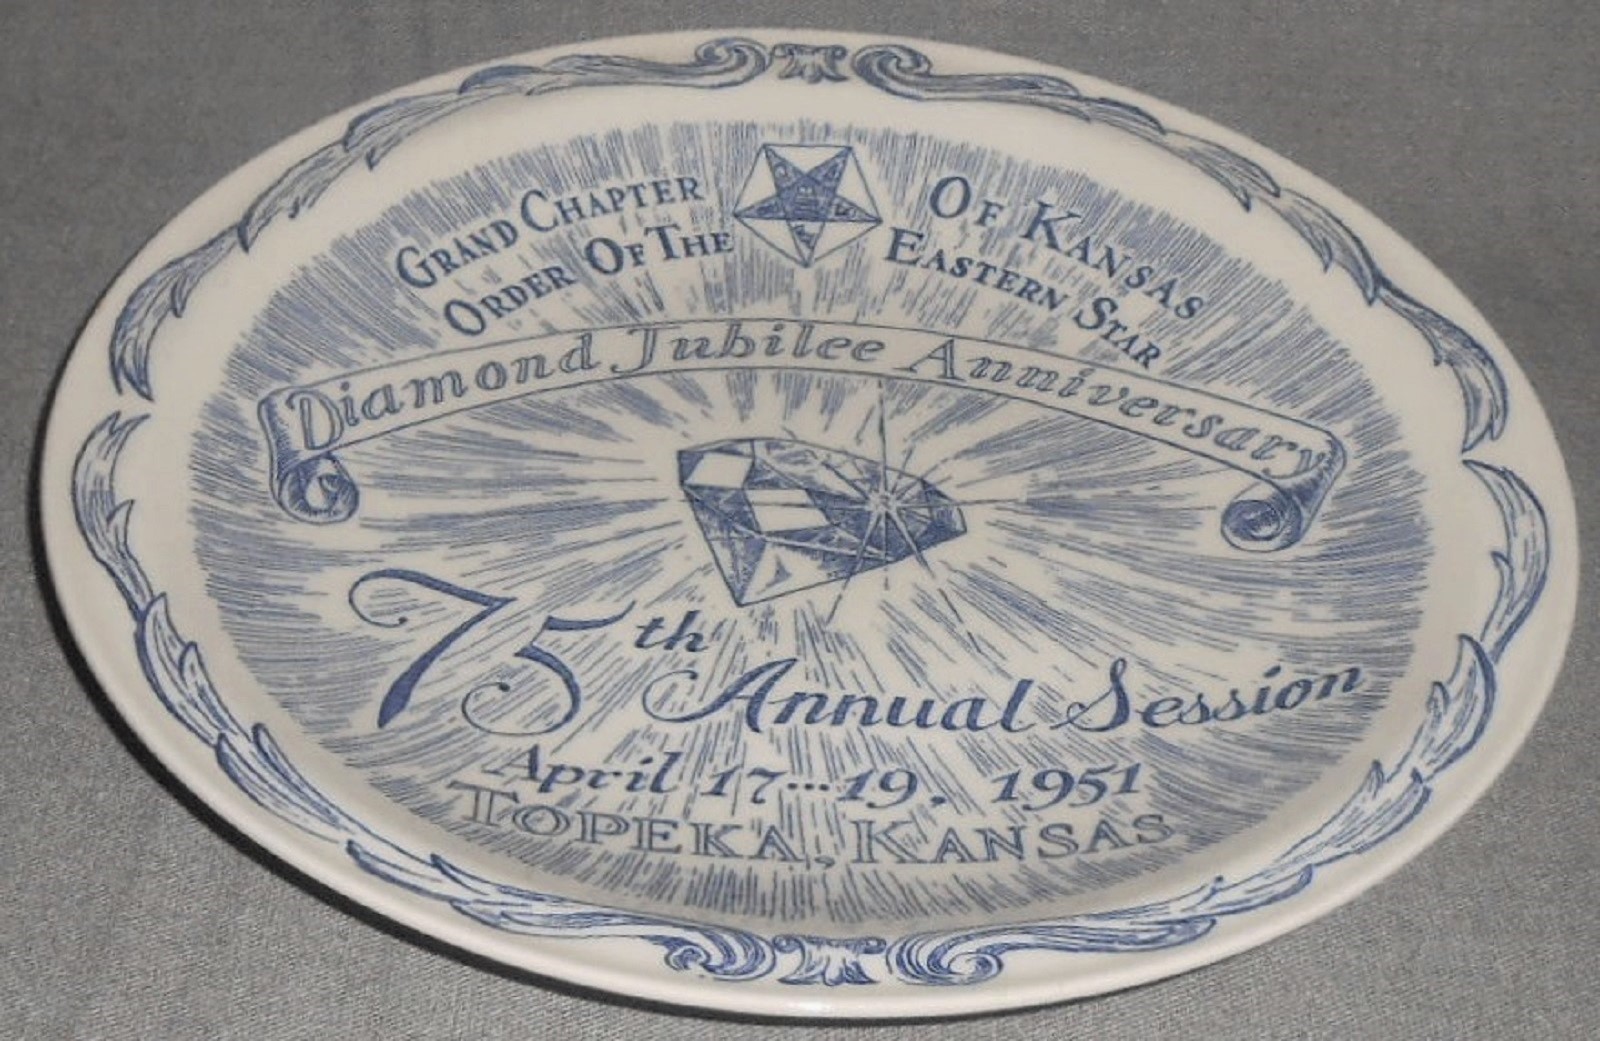 Grand Chapter Of Kansas
Order Of The Eastern Star
Diamond Jubilee Anniversary
75th Annual Session
April 17---19, 1951
Topeka, Kansas